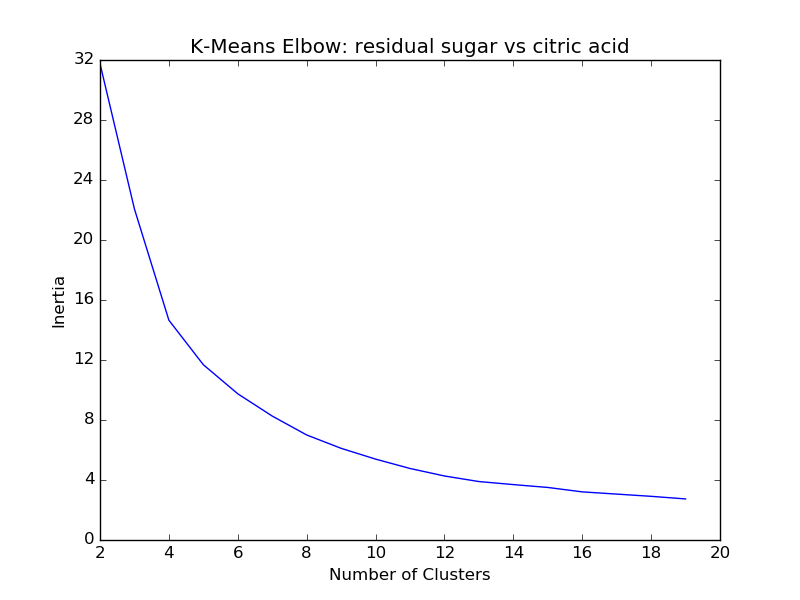 K-Means Elbow: residual sugar vs citric acid
32
28
24
20
16
12
8
4
0
Inertia
2 4 6 8 10 12 14 16 18 20
Number of Clusters